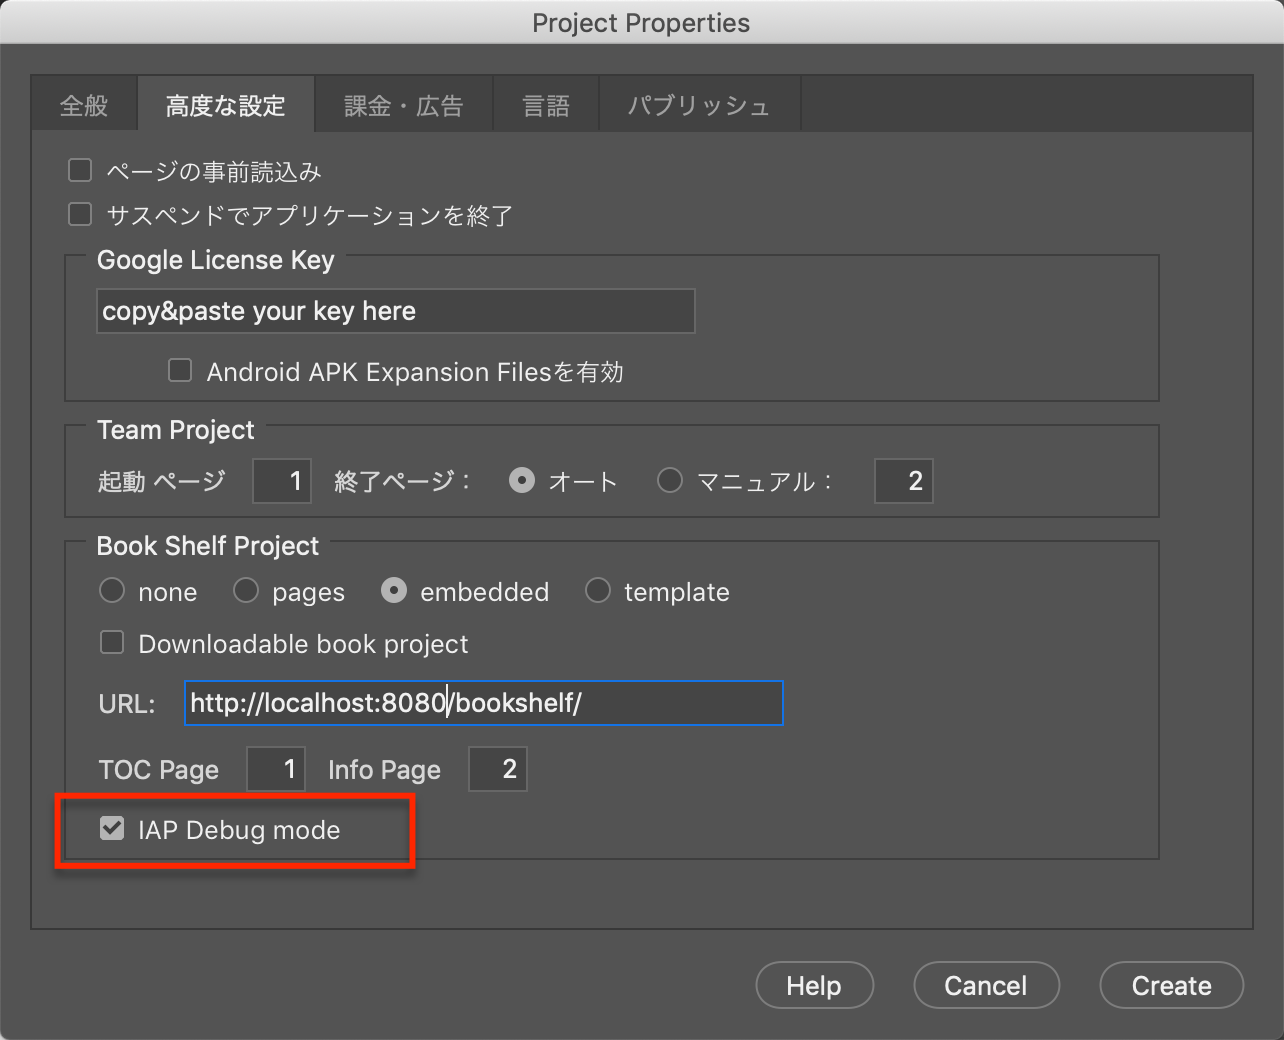 Project Properties
全般 高度な設定 課金・広告 言語 パブリッシュ
ページの事前読込み
サスペンドでアプリケーションを終了
Google License Key
copy&paste your key here
Android APK Expansion Filesを有効
Team Project
起動 ページ 1 終了ページ： オート マニュアル： 2
Book Shelf Project
none pages embedded template
Downloadable book project
URL: http://localhost:8080/bookshelf/
TOC Page 1 Info Page 2
IAP Debug mode
Help Cancel Create